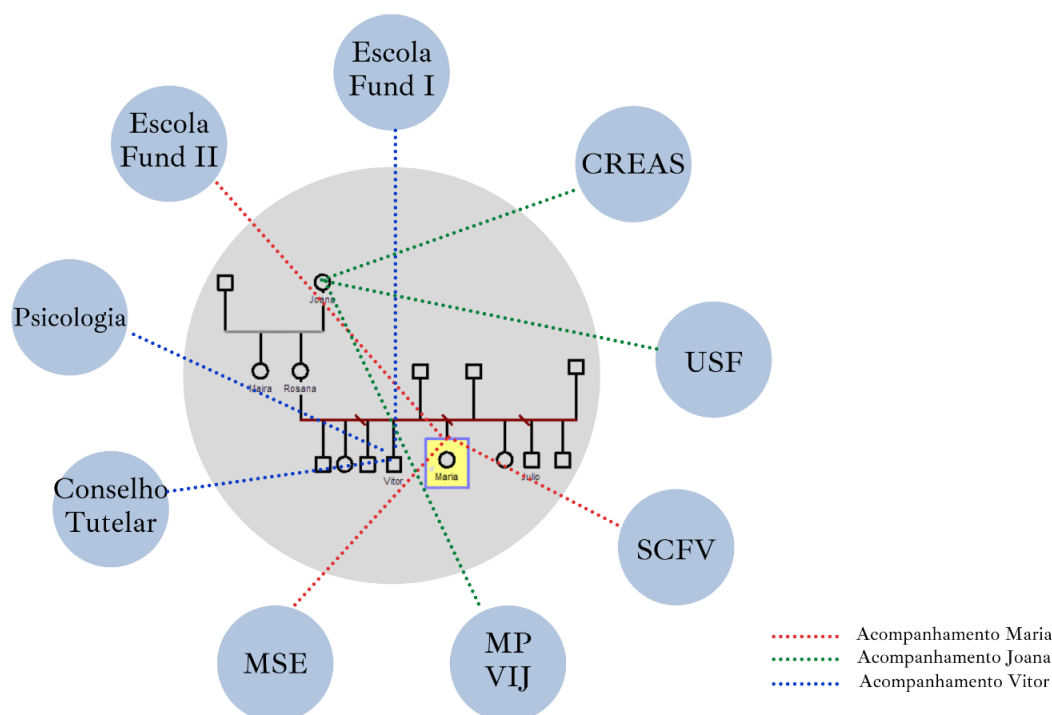 Escola
Fund I
Escola
Fund II
CREAS
Psicologia
Joana
USF
Maira
Rosana
Vitor
Maria
Julio
Conselho
Tutelar
SCFV
MSE
MP
VIJ
Acompanhamento Maria
Acompanhamento Joana
Acompanhamento Vitor